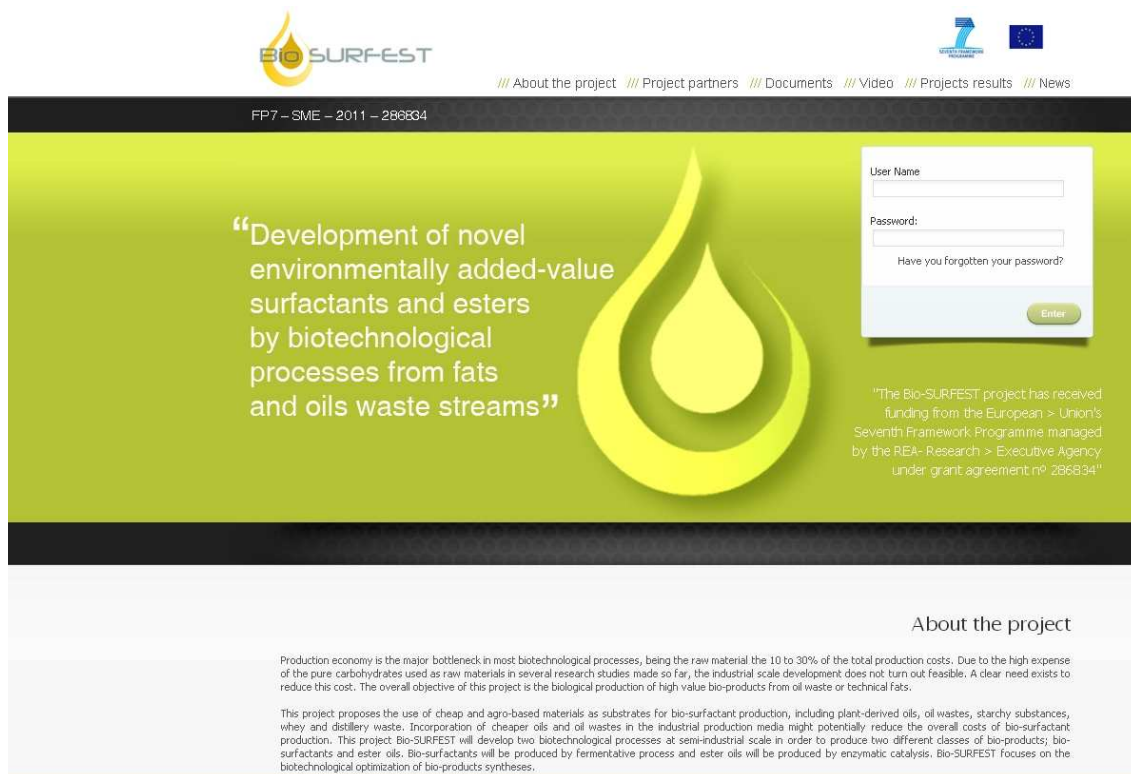 Bio SURFEST
SEVENTH FRAMEWORK
PROGRAMME
/// About the project /// Project partners /// Documents /// Video /// Projects results /// News
FP7 – SME – 2011 – 286834
User Name
Password:
Have you forgotten your password?
Enter
“Development of novel
environmentally added-value
surfactants and esters
by biotechnological
processes from fats
and oils waste streams”
"The Bio-SURFEST project has received
funding from the European > Union's
Seventh Framework Programme managed
by the REA- Research > Executive Agency
under grant agreement nº 286834"
About the project
Production economy is the major bottleneck in most biotechnological processes, being the raw material the 10 to 30% of the total production costs. Due to the high expense
of the pure carbohydrates used as raw materials in several research studies made so far, the industrial scale development does not turn out feasible. A clear need exists to
reduce this cost. The overall objective of this project is the biological production of high value bio-products from oil waste or technical fats.
This project proposes the use of cheap and agro-based materials as substrates for bio-surfactant production, including plant-derived oils, oil wastes, starchy substances,
whey and distillery waste. Incorporation of cheaper oils and oil wastes in the industrial production media might potentially reduce the overall costs of bio-surfactant
production. This project Bio-SURFEST will develop two biotechnological processes at semi-industrial scale in order to produce two different classes of bio-products; bio-
surfactants and ester oils. Bio-surfactants will be produced by fermentative process and ester oils will be produced by enzymatic catalysis. Bio-SURFEST focuses on the
biotechnological optimization of bio-products syntheses.